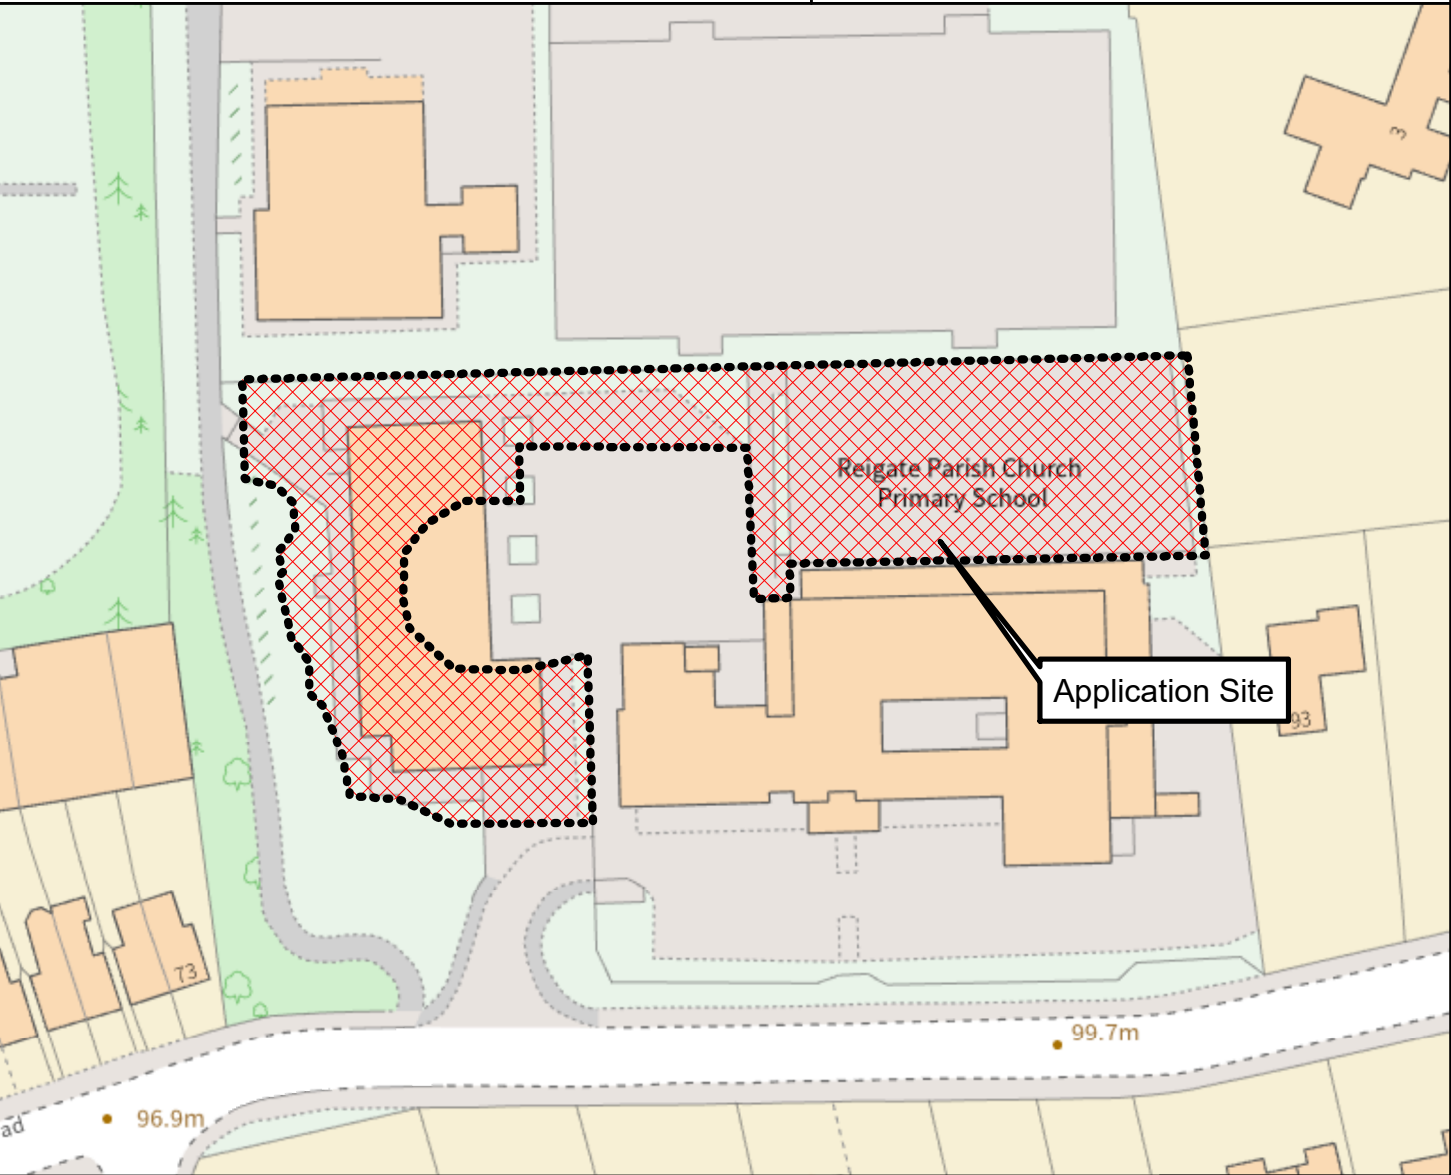 3
Reigate Parish Church
Primary School
Application Site
93
73
99.7m
96.9m
ad